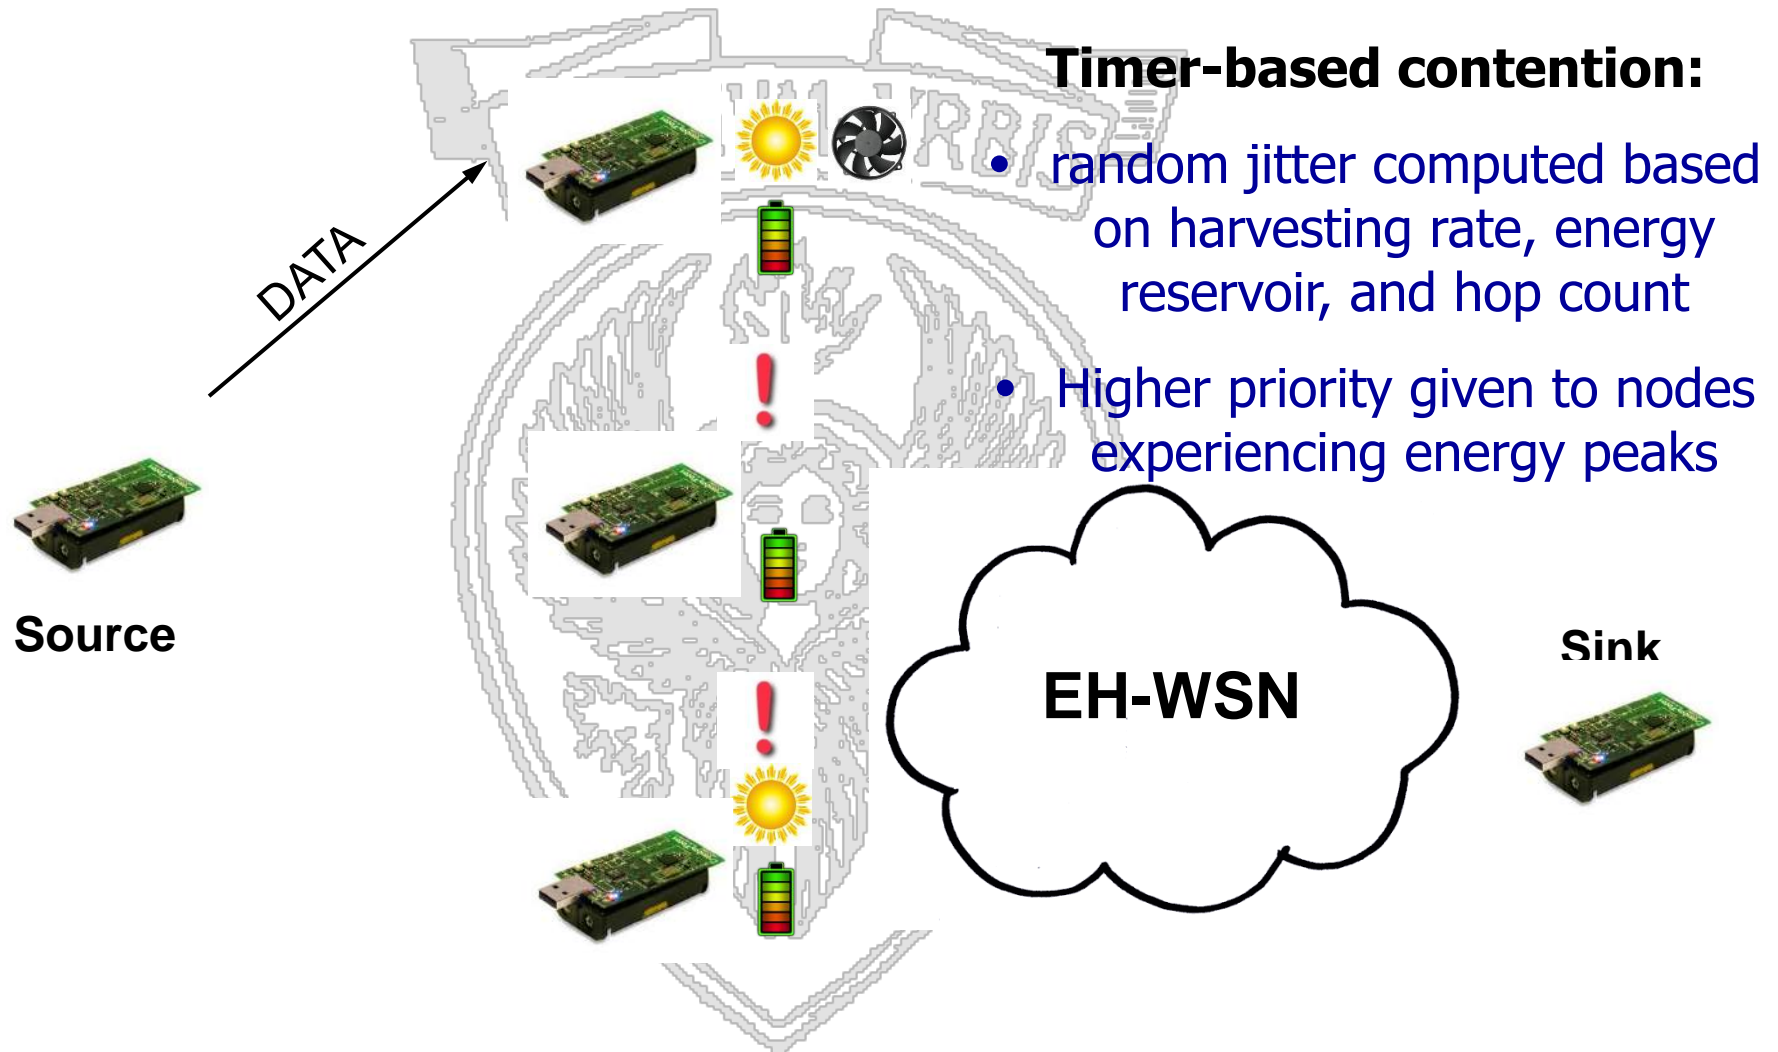 Timer-based contention:
• random jitter computed based
on harvesting rate, energy
reservoir, and hop count
• Higher priority given to nodes
experiencing energy peaks
DATA
Source
EH-WSN
Sink